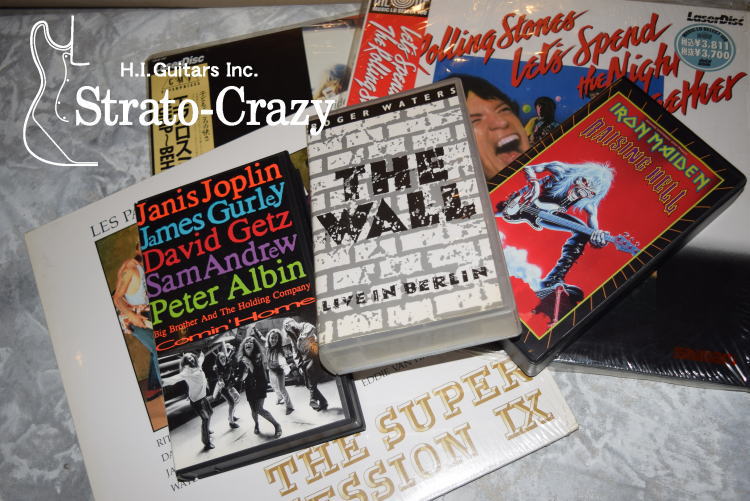 H.I.Guitars Inc.
Strato-Crazy
LaserDisc
LaserDisc
Rolling Stones
Let's Spend
the Night
税込¥3,811
税抜¥3,700
ROGER WATERS
THE
WALL
LIVE IN BERLIN
IRON MAIDEN
RAISING HELL
Janis Joplin
James Gurley
David Getz
Sam Andrew
Peter Albin
Big Brother And The Holding Company
Comin' Home
LES PA
EDDIE VAN
THE SUPER
SESSION IX